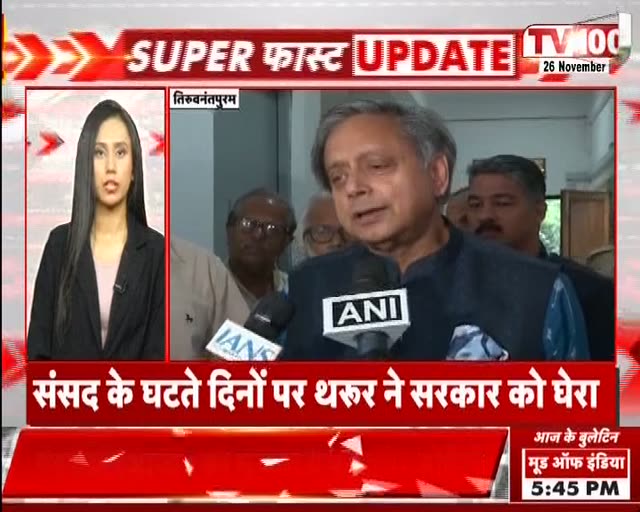 SUPER फास्ट UPDATE
TV100
26 November
तिरुवनंतपुरम
ANI
IANS
संसद के घटते दिनों पर थरूर ने सरकार को घेरा
आज के बुलेटिन
मूड ऑफ इंडिया
5:45 PM